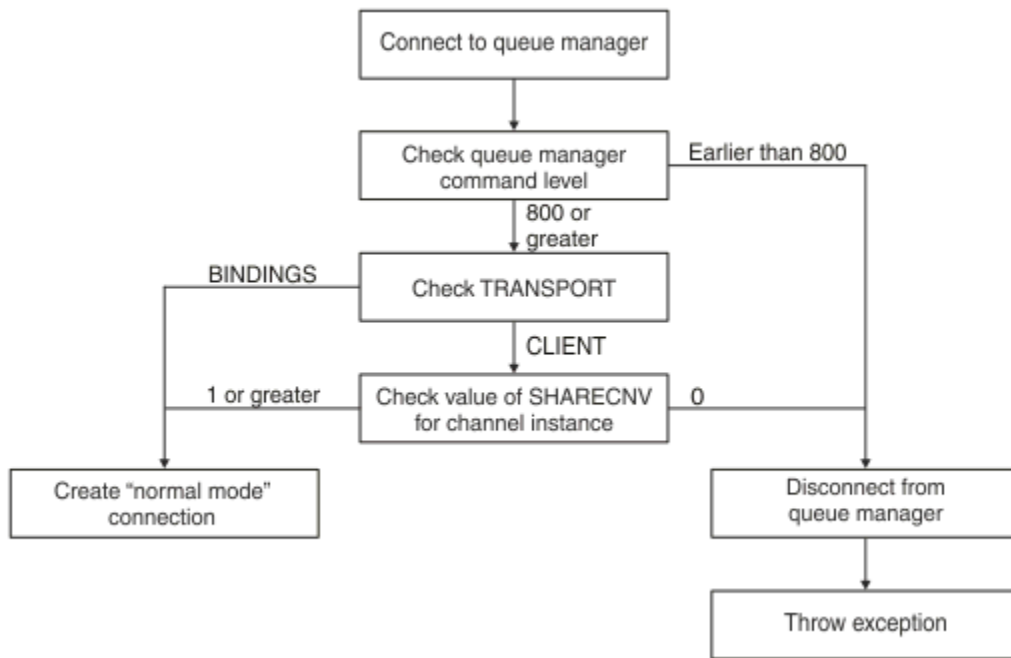 Connect to queue manager
Check queue manager
command level
Earlier than 800
800 or
greater
BINDINGS
Check TRANSPORT
CLIENT
1 or greater
Check value of SHARECNV
for channel instance
0
Create “normal mode”
connection
Disconnect from
queue manager
Throw exception